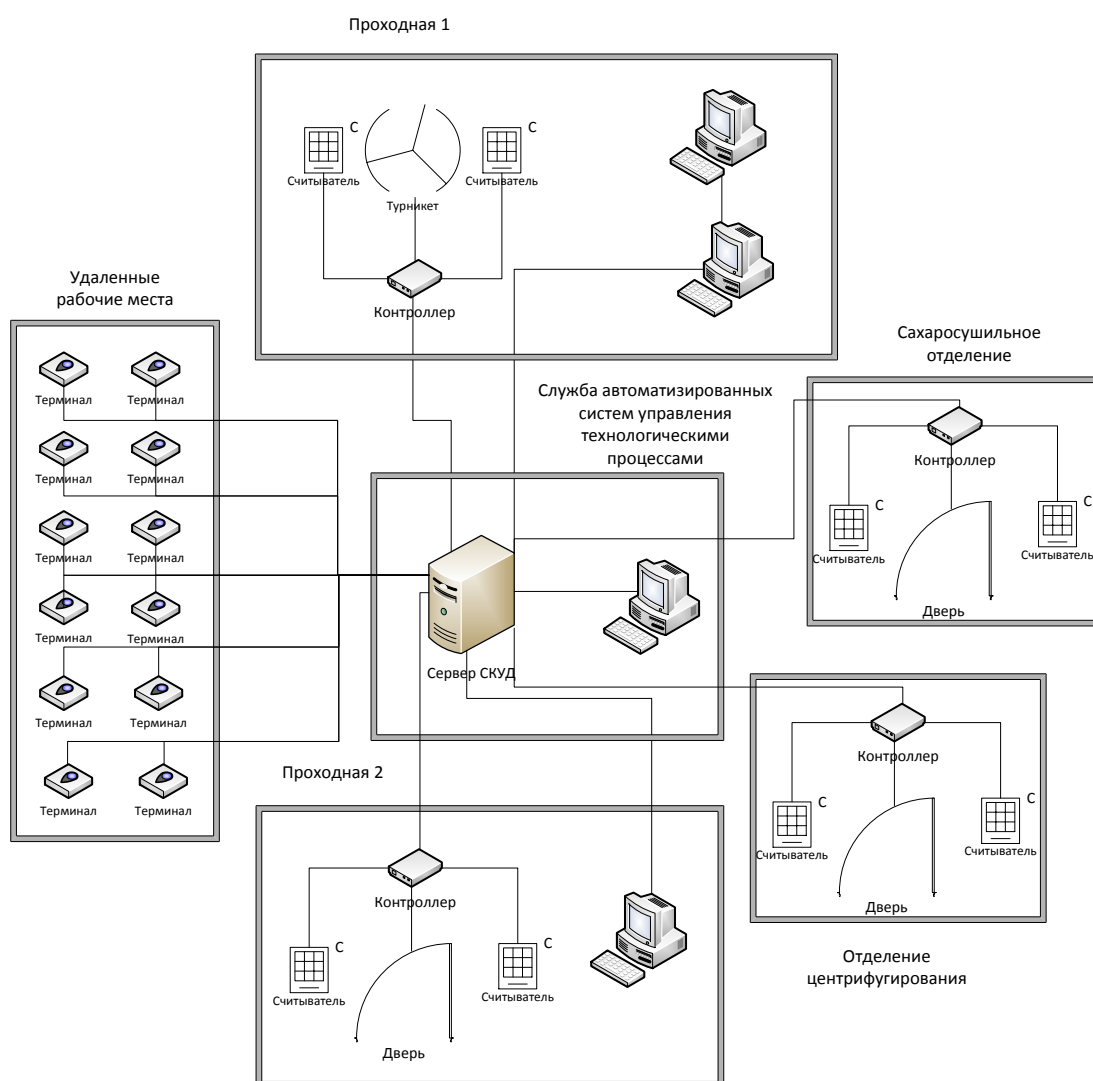 Проходная 1
С
С
Считыватель
Считыватель
Турникет
Контроллер
Удаленные
рабочие места
Терминал
Терминал
Терминал
Терминал
Терминал
Терминал
Терминал
Терминал
Терминал
Терминал
Терминал
Терминал
Служба автоматизированных
систем управления
технологическими
процессами
Сервер СКУД
Сахаросушильное
отделение
Контроллер
С
С
Считыватель
Считыватель
Дверь
Контроллер
С
С
Считыватель
Считыватель
Дверь
Отделение
центрифугирования
Проходная 2
Контроллер
С
С
Считыватель
Считыватель
Дверь